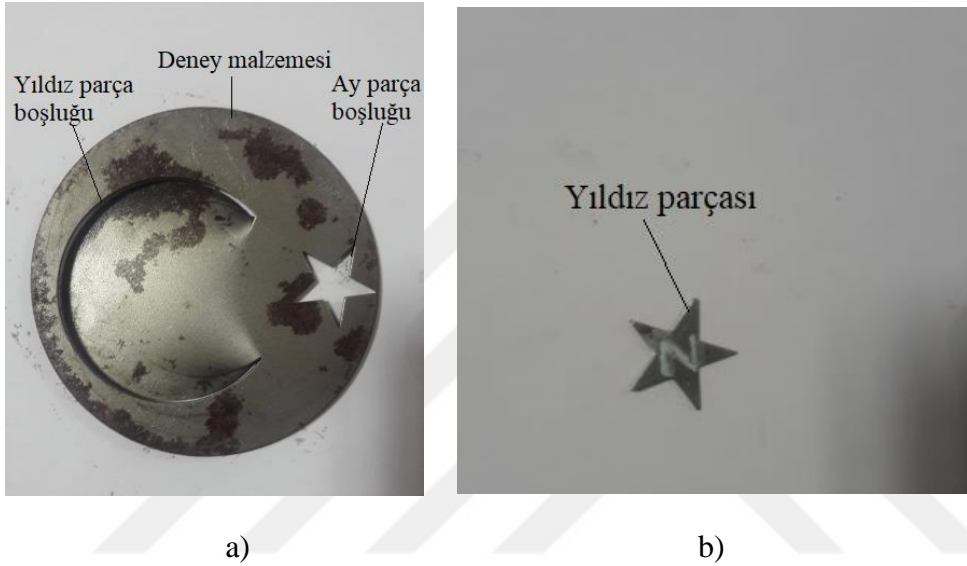 Deney malzemesi
Yıldız parça
boşluğu
Ay parça
boşluğu
Yıldız parçası
N
a)
b)